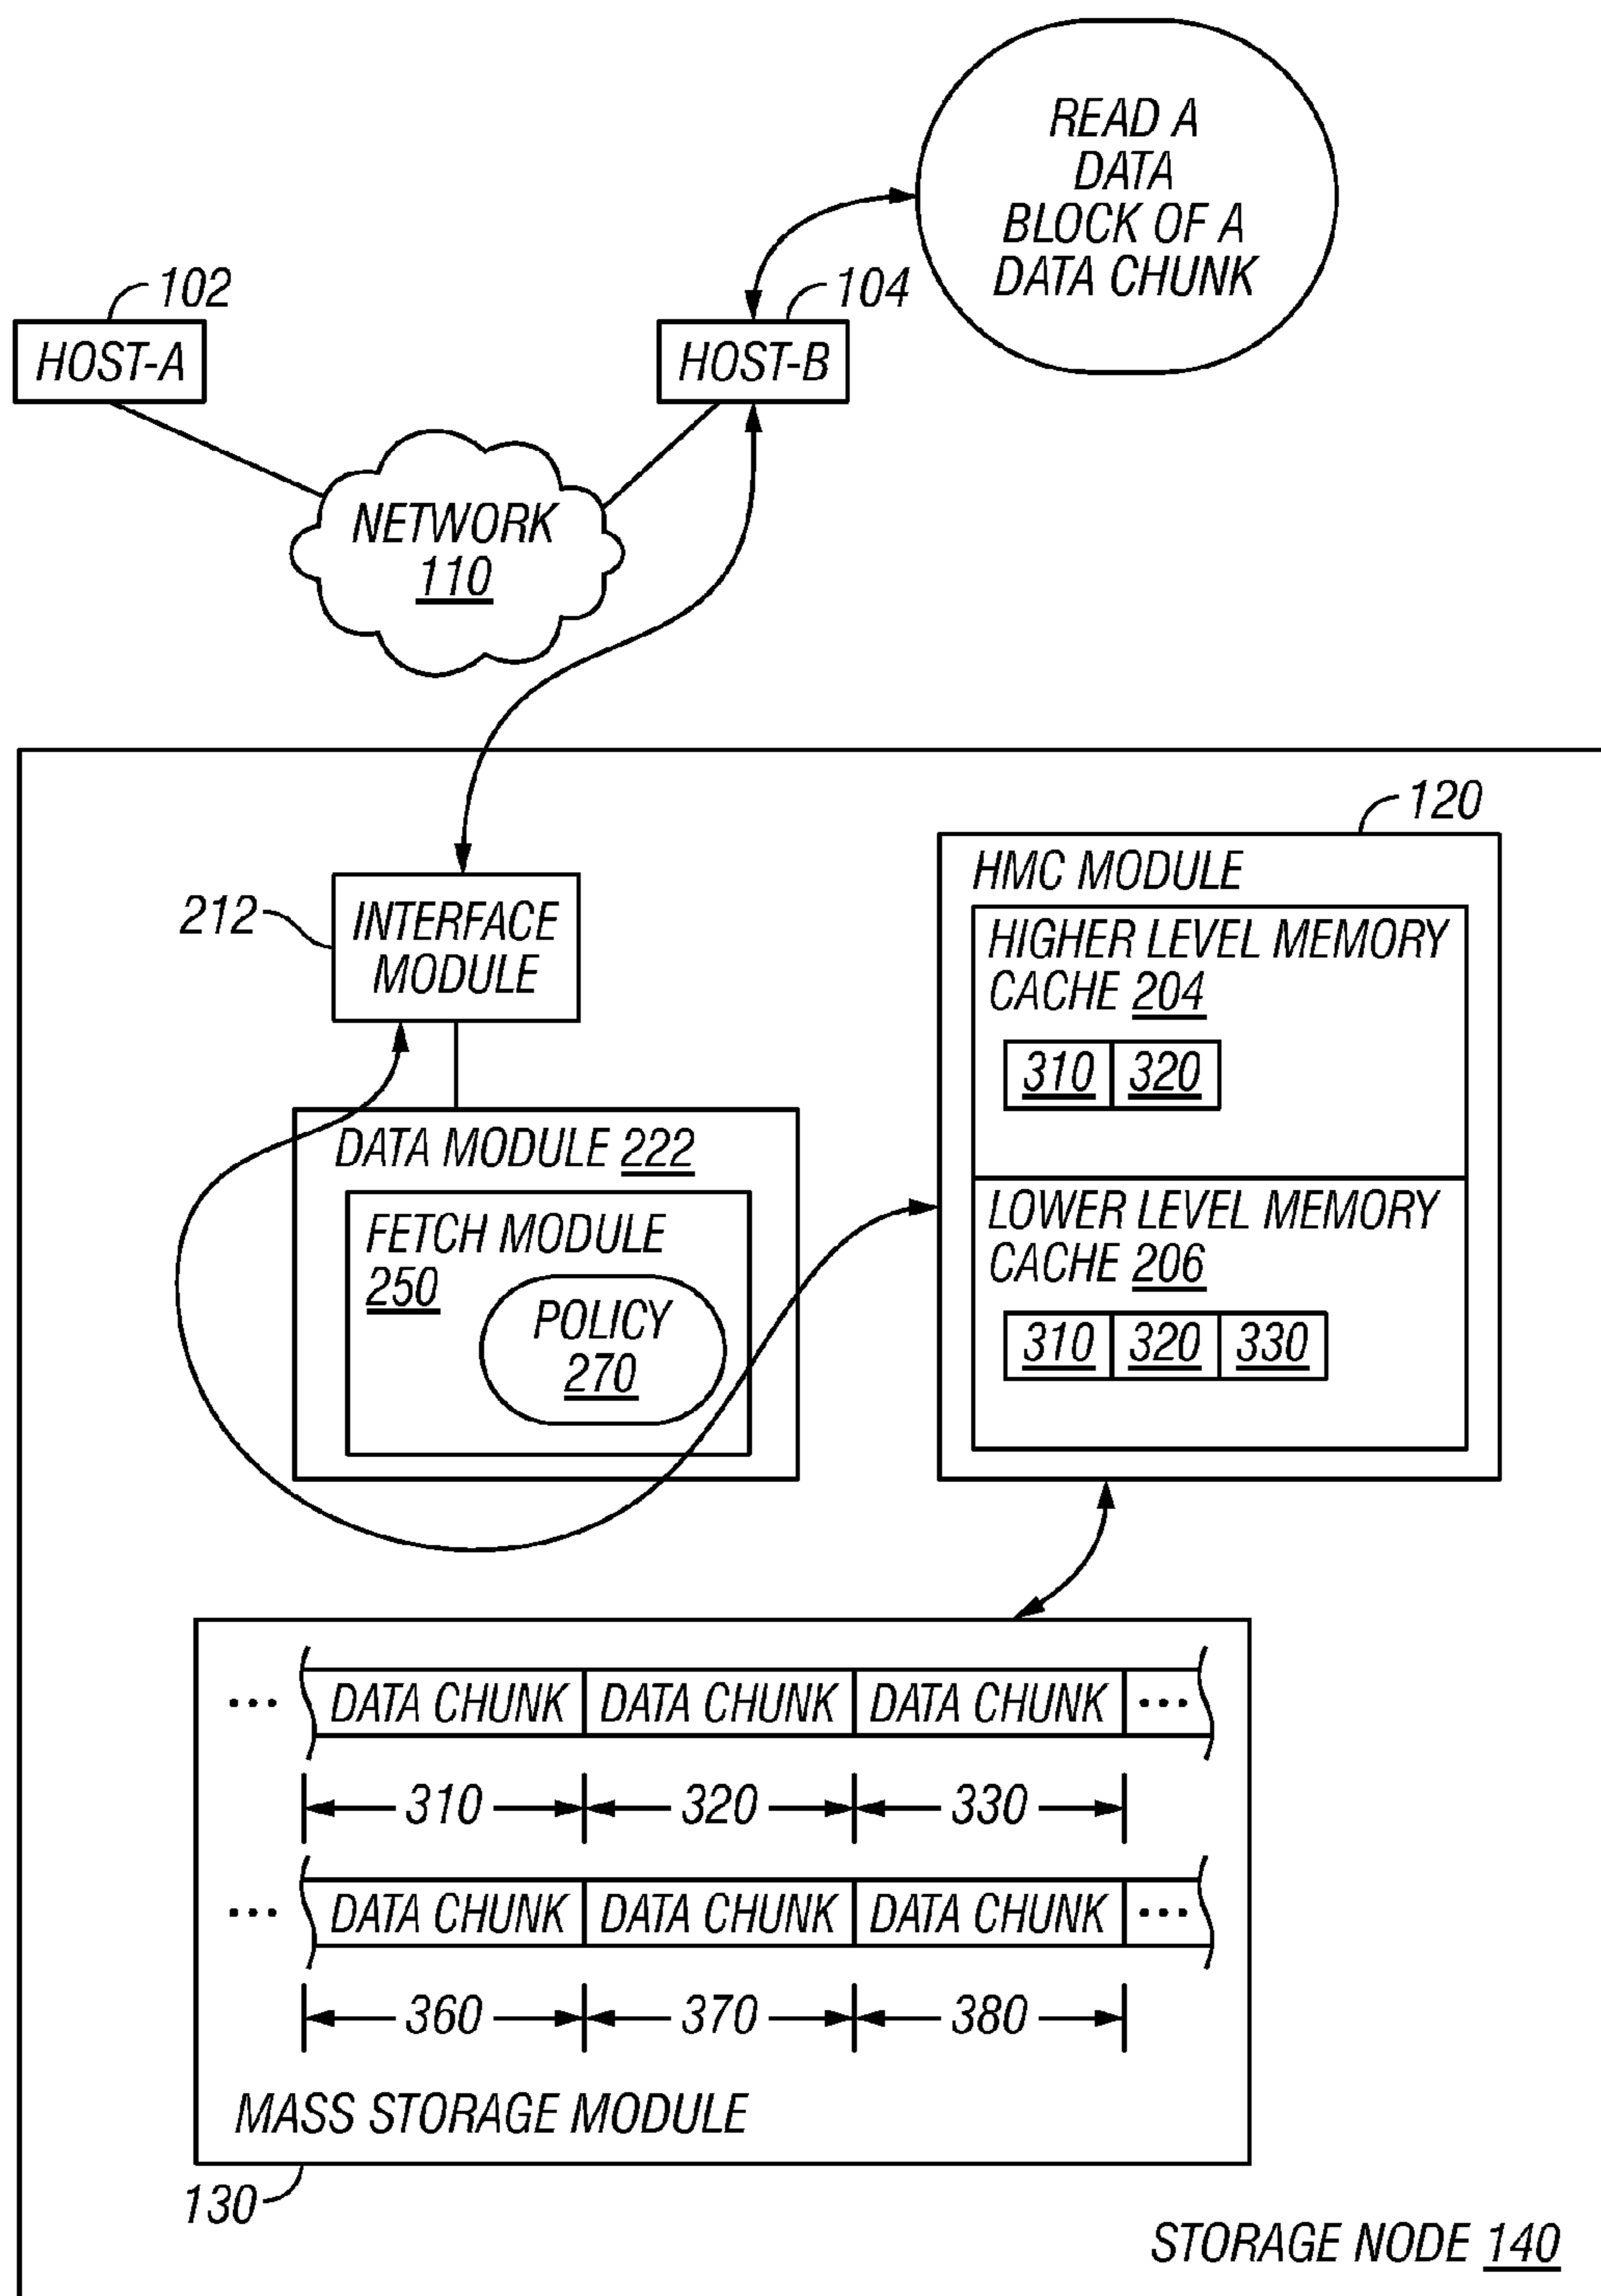 READ A
DATA
BLOCK OF A
DATA CHUNK
102
104
HOST-A
HOST-B
NETWORK
110
120
HMC MODULE
212
INTERFACE
MODULE
HIGHER LEVEL MEMORY
CACHE 204
310 320
DATA MODULE 222
FETCH MODULE
250
POLICY
270
LOWER LEVEL MEMORY
CACHE 206
310 320 330
... DATA CHUNK DATA CHUNK DATA CHUNK ...
310 320 330
... DATA CHUNK DATA CHUNK DATA CHUNK ...
360 370 380
MASS STORAGE MODULE
130
STORAGE NODE 140